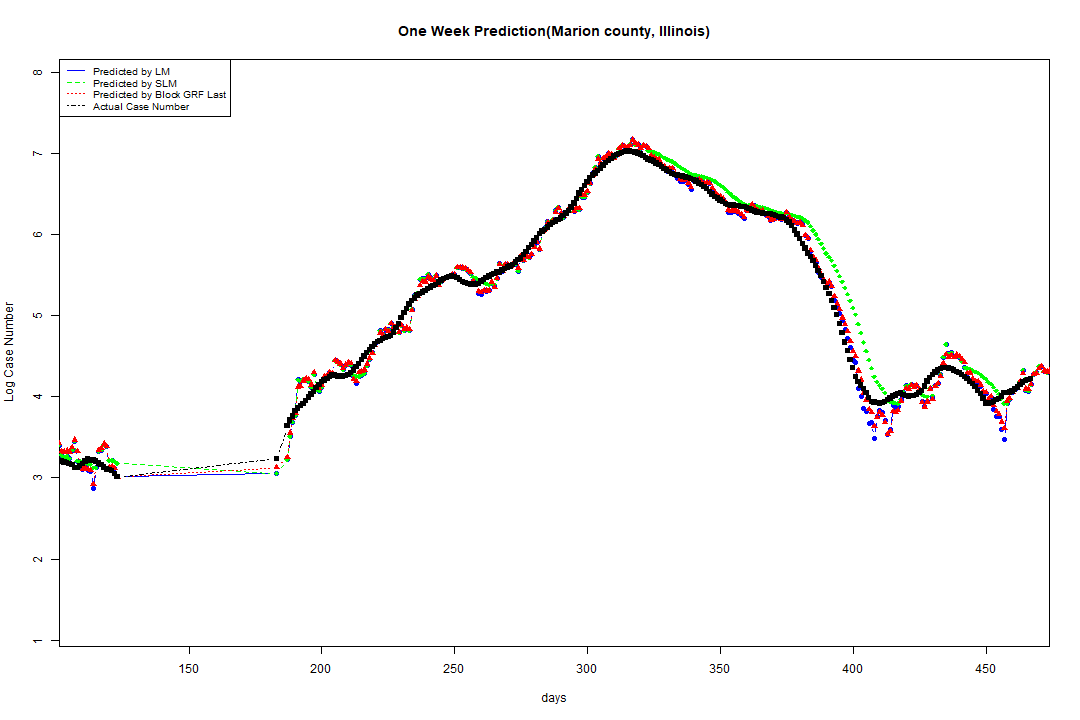 One Week Prediction(Marion county, Illinois)
Predicted by LM
Predicted by SLM
Predicted by Block GRF Last
Actual Case Number
8
7
6
5
4
3
2
1
Log Case Number
150 200 250 300 350 400 450
days